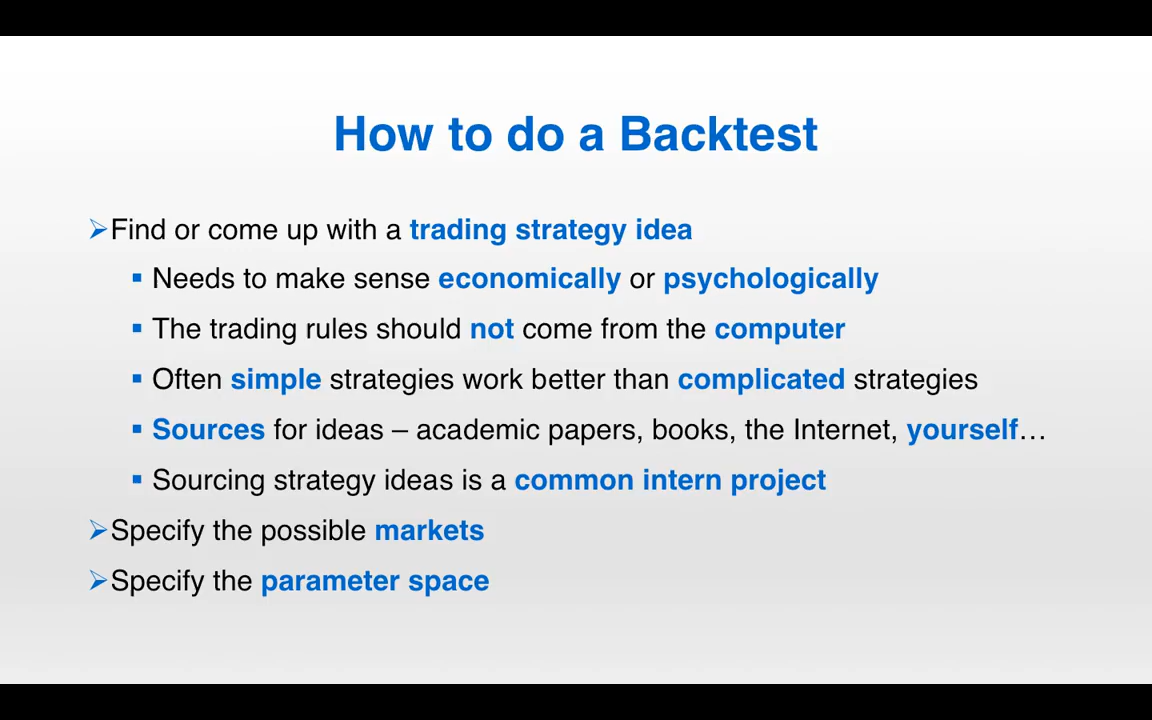 How to do a Backtest
➢Find or come up with a trading strategy idea
▪ Needs to make sense economically or psychologically
▪ The trading rules should not come from the computer
▪ Often simple strategies work better than complicated strategies
▪ Sources for ideas – academic papers, books, the Internet, yourself…
▪ Sourcing strategy ideas is a common intern project
➢Specify the possible markets
➢Specify the parameter space